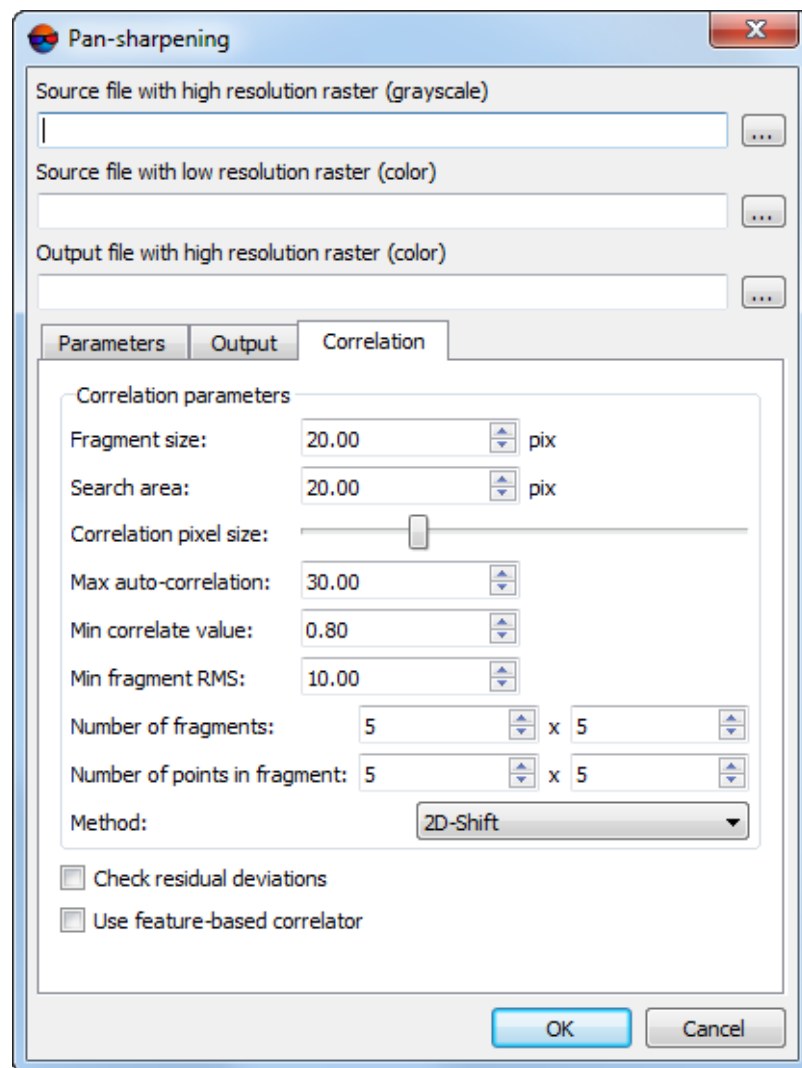 Pan-sharpening
Source file with high resolution raster (grayscale)
...
Source file with low resolution raster (color)
...
Output file with high resolution raster (color)
...
Parameters Output Correlation
Correlation parameters
Fragment size: 20.00 pix
Search area: 20.00 pix
Correlation pixel size:
Max auto-correlation: 30.00
Min correlate value: 0.80
Min fragment RMS: 10.00
Number of fragments: 5 x 5
Number of points in fragment: 5 x 5
Method: 2D-Shift
Check residual deviations
Use feature-based correlator
OK Cancel